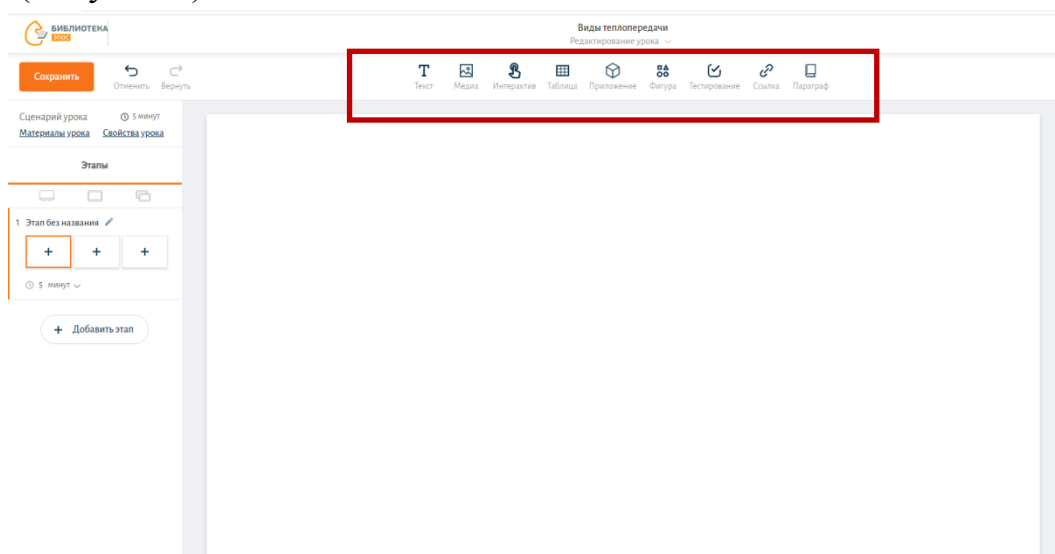 БИБЛИОТЕКА
ЭПОС
Виды теплопередачи
Редактирование урока
Сохранить
Отменить Вернуть
Текст Медиа Интерактив Таблица Приложение Фигура Тестирование Ссылка Параграф
Сценарий урока 5 минут
Материалы урока Свойства урока
Этапы
1 Этап без названия
+ + +
5 минут
+ Добавить этап